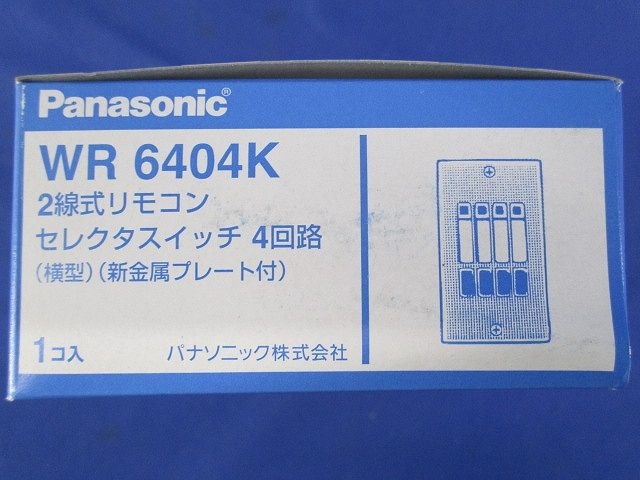 Panasonic®
WR 6404K
2線式リモコン
セレクタスイッチ 4回路
(横型)(新金属プレート付)
1コ入
パナソニック株式会社